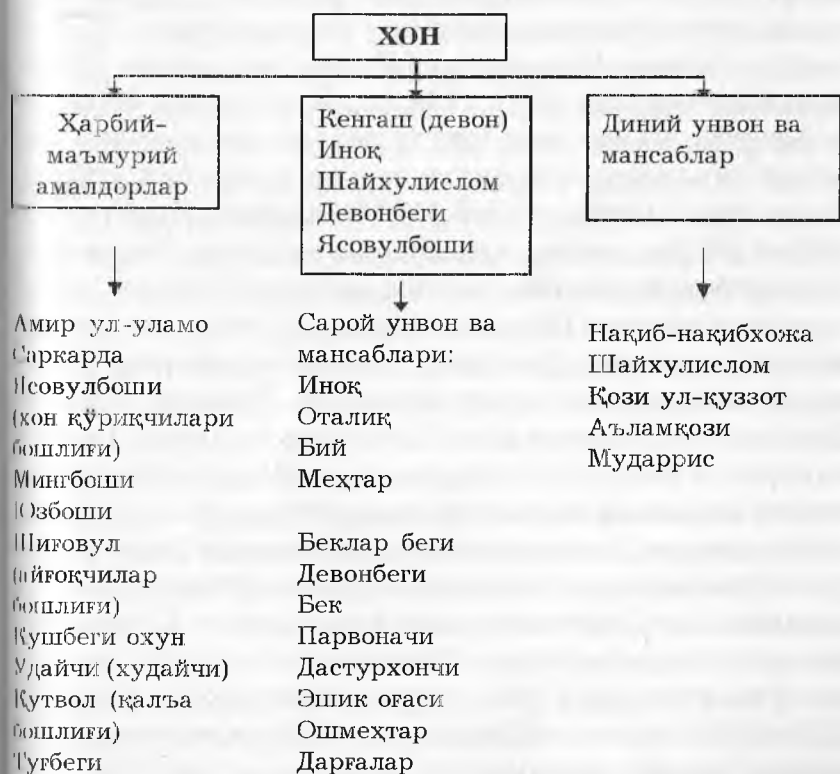 ХОН
Ҳарбий-
маъмурий
амалдорлар
Кенгаш (девон)
Иноқ
Шайхулислом
Девонбеги
Ясовулбоши
Диний унвон ва
мансаблар
Амир ул-уламо
Саркарда
Ясовулбоши
(хон қўриқчилари
бошлиғи)
Мингбоши
Юзбоши
Шиғовул
бошлиғи)
Кушбеги охун
Удайчи (худайчи)
Қутвол (қалъа
бошлиғи)
Туғбеги
Сарой унвон ва
мансаблари:
Иноқ
Оталиқ
Бий
Меҳтар
Беклар беги
Девонбеги
Бек
Парвоначи
Дастурхончи
Эшик оғаси
Ошмеҳтар
Дарғалар
Нақиб-нақибхожа
Шайхулислом
Қози ул-қуззот
Аъламқози
Мударрис